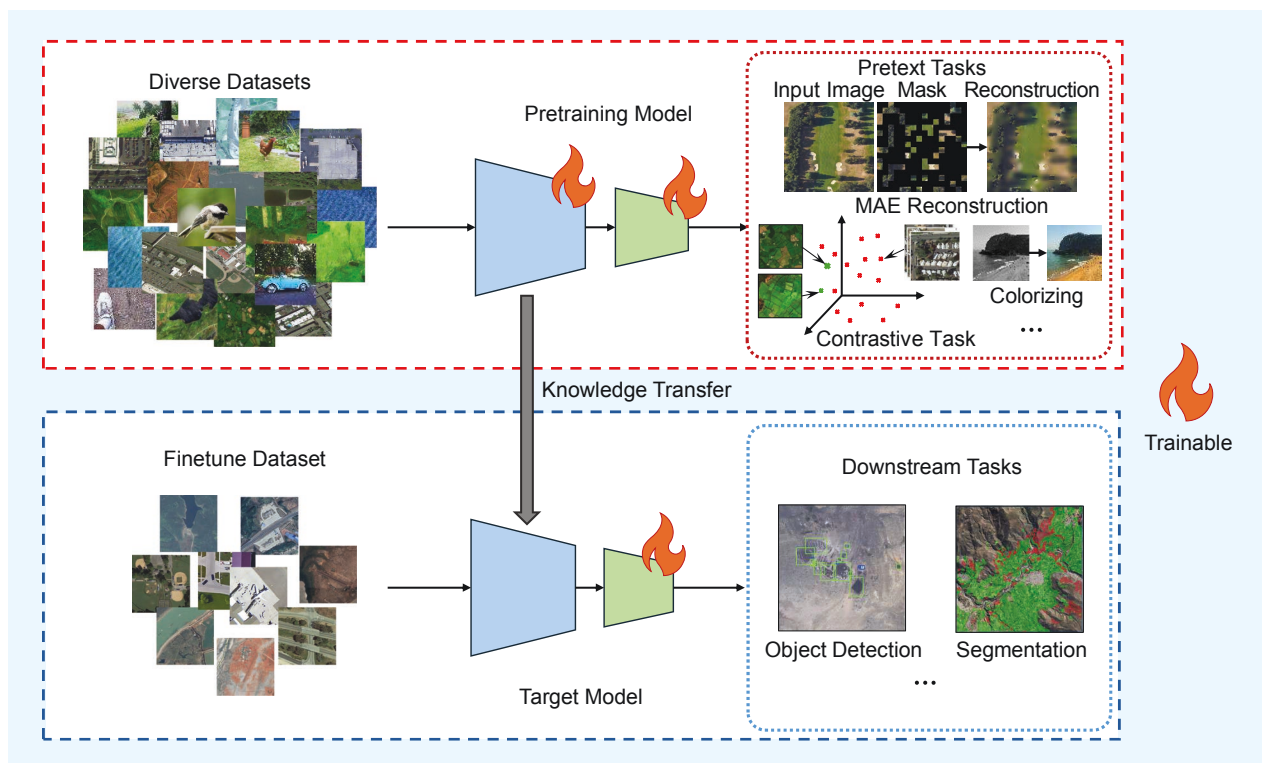 Diverse Datasets
Pretraining Model
Pretext Tasks
Input Image Mask Reconstruction
MAE Reconstruction
Colorizing
Contrastive Task
...
Knowledge Transfer
Trainable
Finetune Dataset
Target Model
Downstream Tasks
Object Detection Segmentation
...